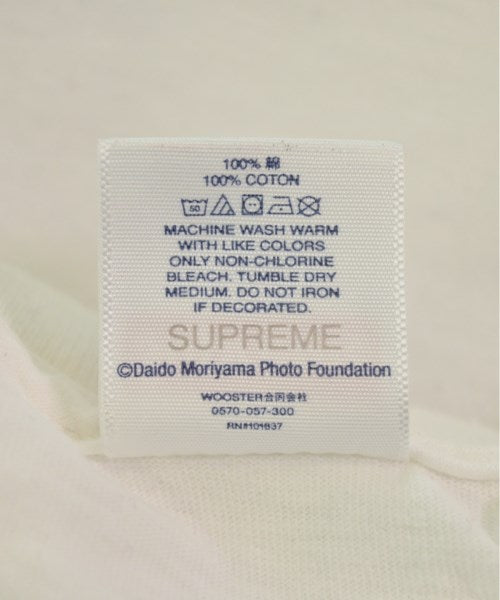 100% 綿
100% COTON
50
MACHINE WASH WARM
WITH LIKE COLORS
ONLY NON-CHLORINE
BLEACH. TUMBLE DRY
MEDIUM. DO NOT IRON
IF DECORATED.
SUPREME
©Daido Moriyama Photo Foundation
WOOSTER合同会社
0570-057-300
RN#101837